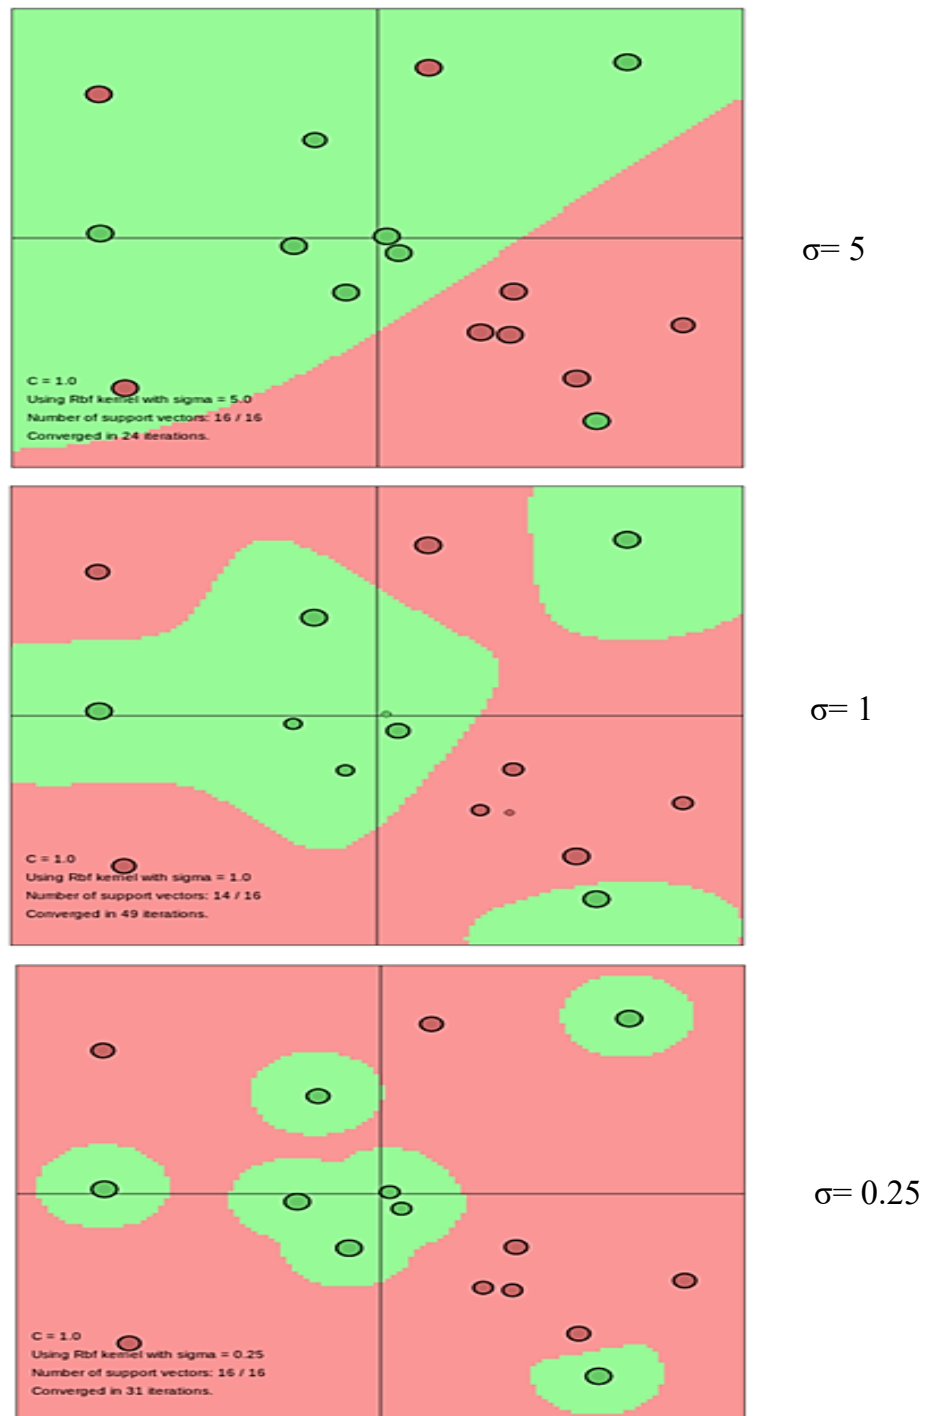 σ= 5
C = 1.0
Using Rbf kernel with sigma = 5.0
Number of support vectors: 16 / 16
Converged in 24 iterations.
σ= 1
C = 1.0
Using Rbf kernel with sigma = 1.0
Number of support vectors: 14 / 16
Converged in 49 iterations.
σ= 0.25
C = 1.0
Using Rbf kernel with sigma = 0.25
Number of support vectors: 16 / 16
Converged in 31 iterations.